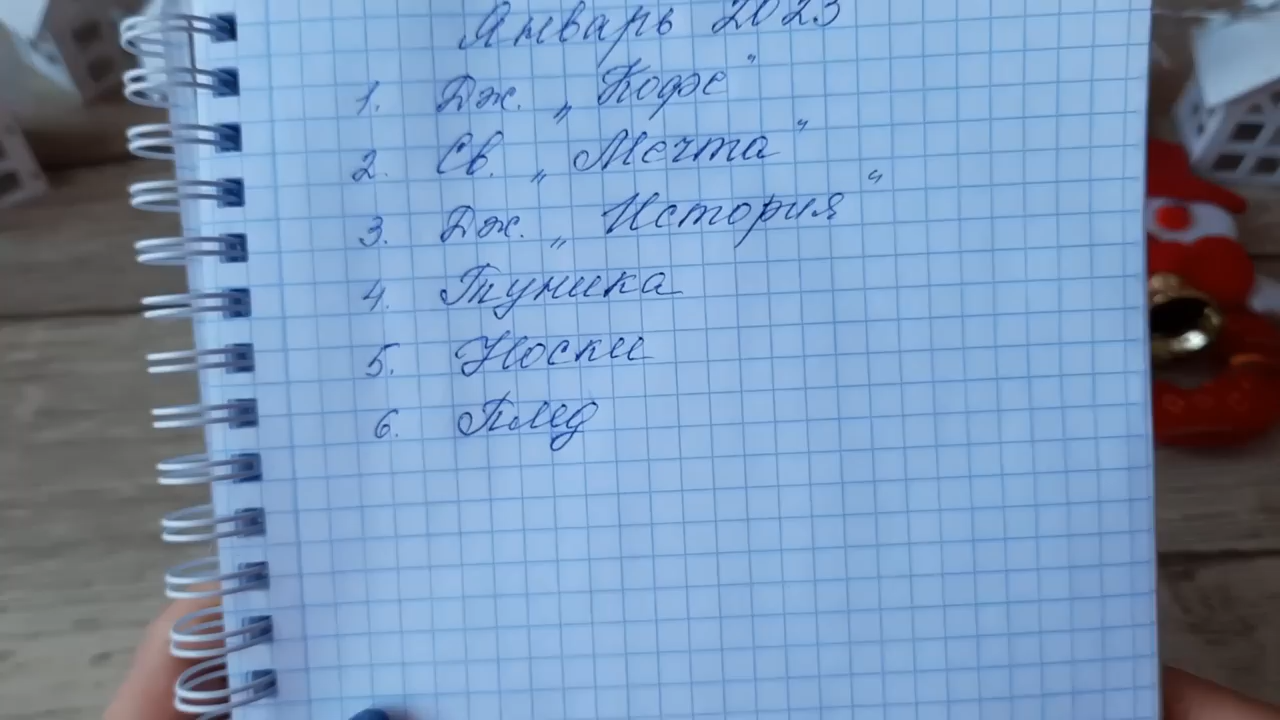 Январь 2023
1. Дж. „Кофе"
2. Св. „Мечта"
3. Дж. „История"
4. Туника
5. Носки
6. Плед